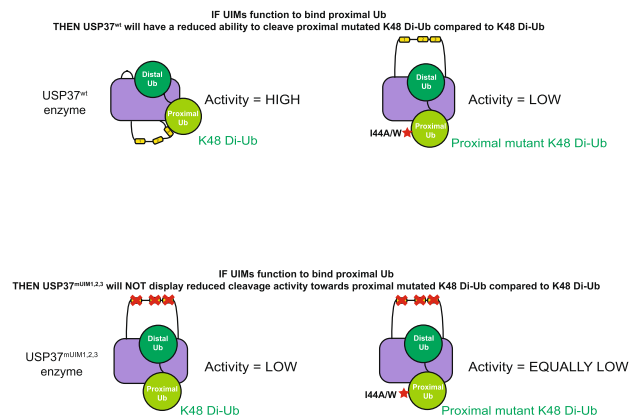 IF UIMs function to bind proximal Ub
THEN USP37ʷᵗ will have a reduced ability to cleave proximal mutated K48 Di-Ub compared to K48 Di-Ub
USP37ʷᵗ
enzyme
Distal
Ub
Proximal
Ub
Activity = HIGH
K48 Di-Ub
Distal
Ub
Proximal
Ub
I44A/W
Activity = LOW
Proximal mutant K48 Di-Ub
IF UIMs function to bind proximal Ub
THEN USP37ᵐᵁᴵᴹ¹,²,³ will NOT display reduced cleavage activity towards proximal mutated K48 Di-Ub compared to K48 Di-Ub
USP37ᵐᵁᴵᴹ¹,²,³
enzyme
Distal
Ub
Proximal
Ub
Activity = LOW
K48 Di-Ub
Distal
Ub
Proximal
Ub
I44A/W
Activity = EQUALLY LOW
Proximal mutant K48 Di-Ub